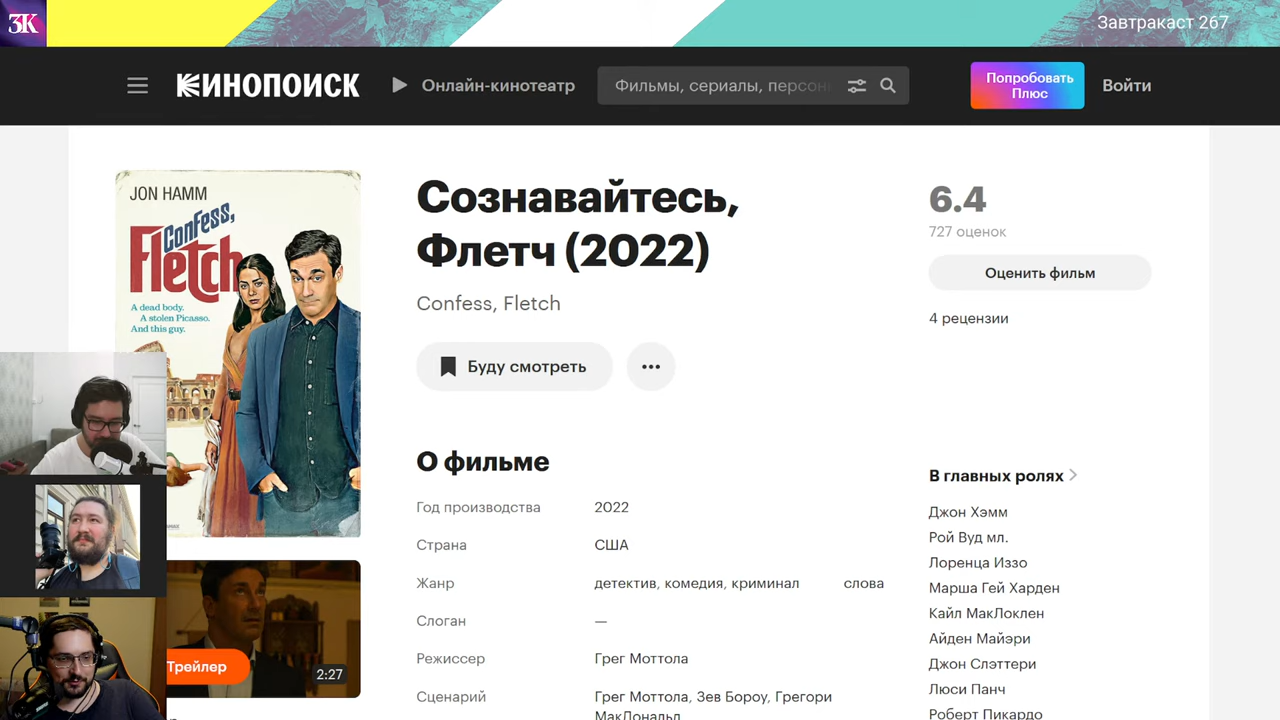 ЗК
Завтракаст 267
КИНОПОИСК
Онлайн-кинотеатр
Фильмы, сериалы, персон
Попробовать
Плюс
Войти
JON HAMM
Confess,
Fletch
A dead body.
A stolen Picasso.
And this guy.
Сознавайтесь,
Флетч (2022)
Confess, Fletch
Буду смотреть
6.4
727 оценок
Оценить фильм
4 рецензии
О фильме
Год производства 2022
Страна США
Жанр детектив, комедия, криминал слова
Слоган —
Режиссер Грег Моттола
Сценарий Грег Моттола, Зев Бороу, Грегори
МакДональд
В главных ролях
Джон Хэмм
Рой Вуд мл.
Лоренца Иззо
Марша Гей Харден
Кайл МакЛоклен
Айден Майэри
Джон Слэттери
Люси Панч
Роберт Пикардо
Трейлер
2:27